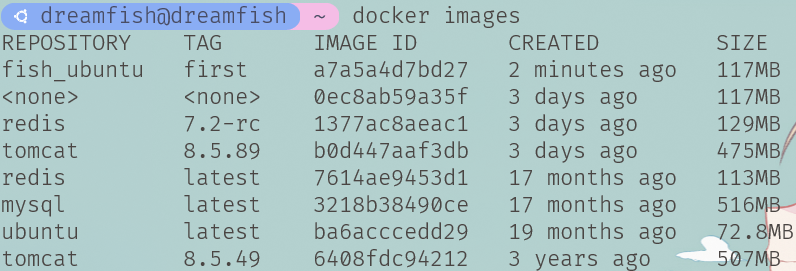 dreamfish@dreamfish ~ docker images
REPOSITORY TAG IMAGE ID CREATED SIZE
fish_ubuntu first a7a5a4d7bd27 2 minutes ago 117MB
<none> <none> 0ec8ab59a35f 3 days ago 117MB
redis 7.2-rc 1377ac8aeac1 3 days ago 129MB
tomcat 8.5.89 b0d447aaf3db 3 days ago 475MB
redis latest 7614ae9453d1 17 months ago 113MB
mysql latest 3218b38490ce 17 months ago 516MB
ubuntu latest ba6acccedd29 19 months ago 72.8MB
tomcat 8.5.49 6408fdc94212 3 years ago 507MB